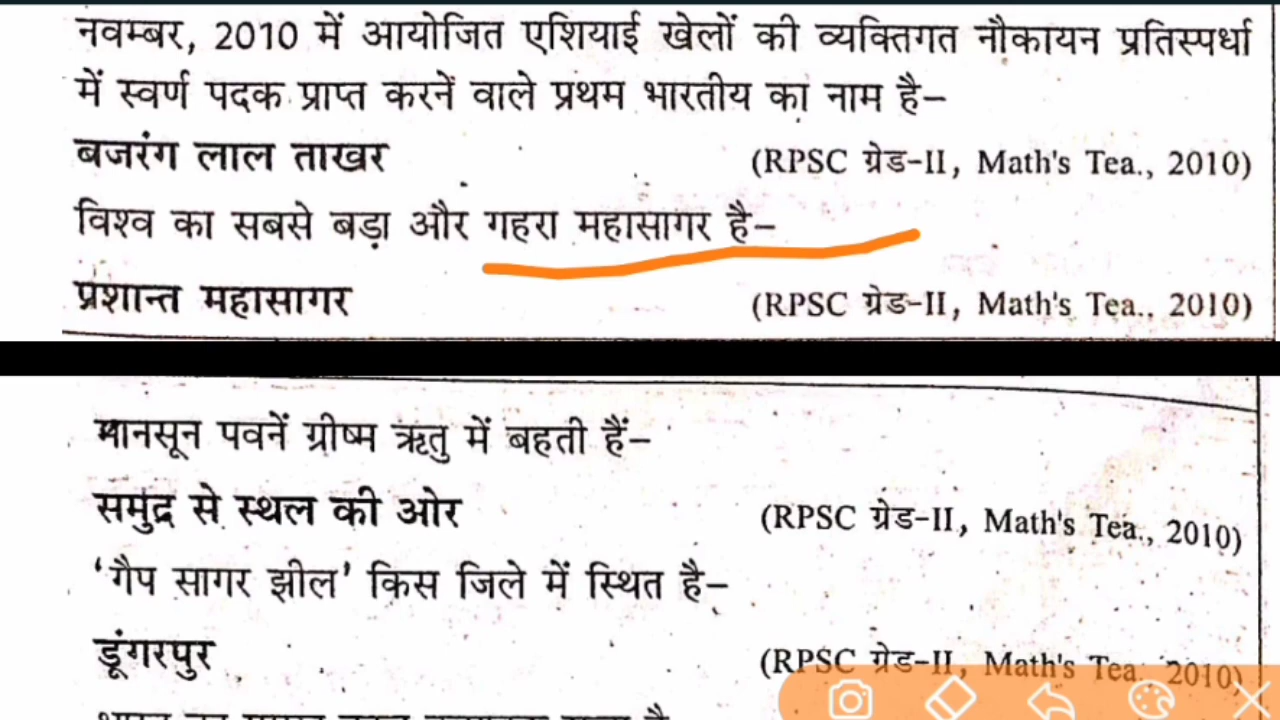 नवम्बर, 2010 में आयोजित एशियाई खेलों की व्यक्तिगत नौकायन प्रतिस्पर्धा
में स्वर्ण पदक प्राप्त करनें वाले प्रथम भारतीय का नाम है–
बजरंग लाल ताखर (RPSC ग्रेड-II, Math's Tea., 2010)
विश्व का सबसे बड़ा और गहरा महासागर है–
प्रशान्त महासागर (RPSC ग्रेड-II, Math's Tea., 2010)
मानसून पवनें ग्रीष्म ऋतु में बहती हैं–
समुद्र से स्थल की ओर (RPSC ग्रेड-II, Math's Tea., 2010)
'गैप सागर झील' किस जिले में स्थित है–
डूंगरपुर (RPSC ग्रेड-II, Math's Tea. 2010)